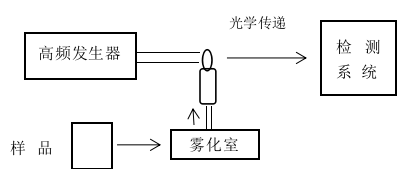 光学传递
高频发生器
检 测
系 统
样 品
雾化室